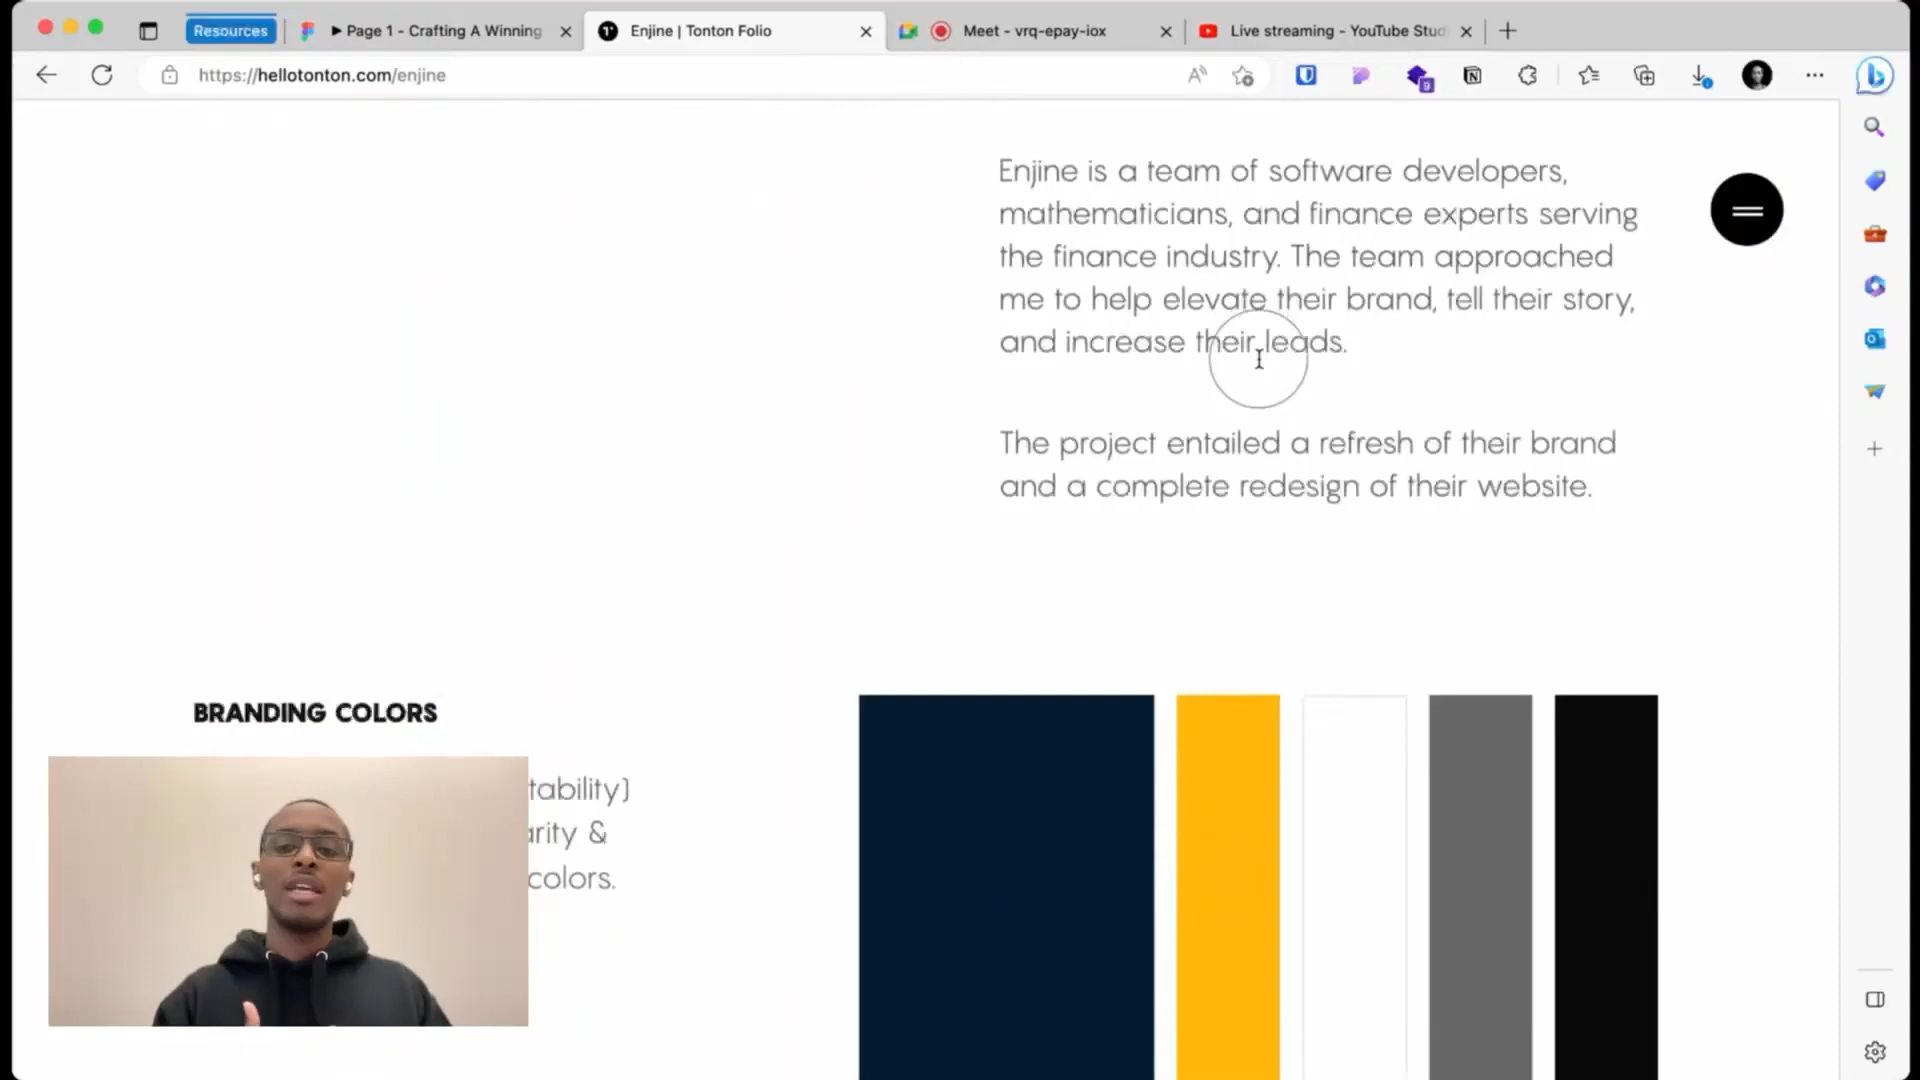 Resources
Page 1 - Crafting A Winning
Enjine | Tonton Folio
Meet - vrq-epay-iox
Live streaming - YouTube Stud
https://hellotonton.com/enjine
9
Enjine is a team of software developers,
mathematicians, and finance experts serving
the finance industry. The team approached
me to help elevate their brand, tell their story,
and increase their leads.
The project entailed a refresh of their brand
and a complete redesign of their website.
BRANDING COLORS
tability)
arity &
colors.